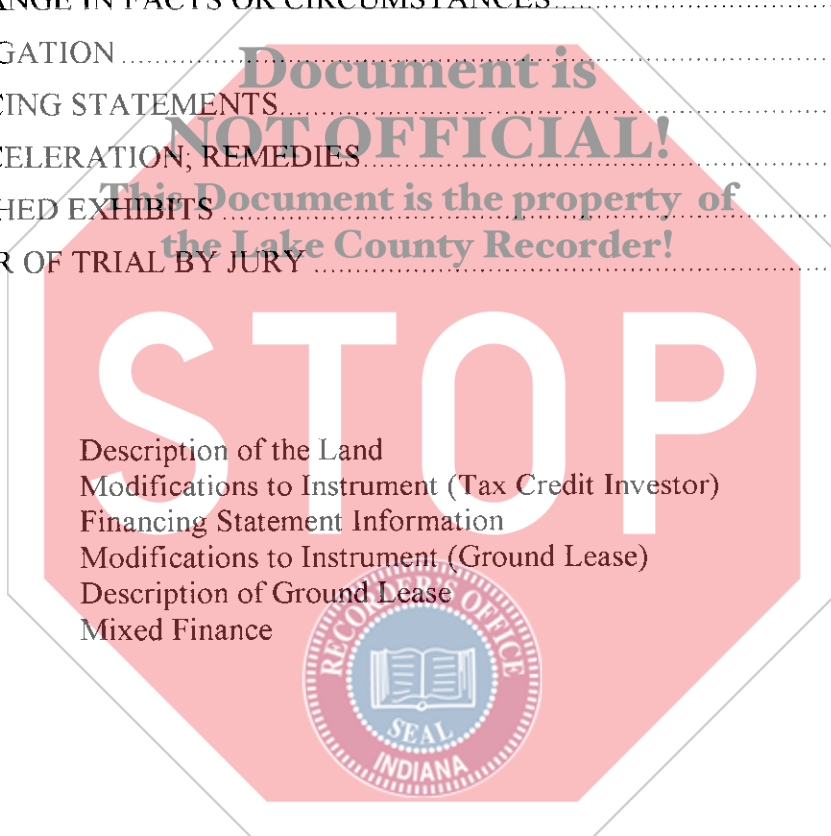 ANGE IN FACTS OR CIRCUMSTANCES
GATION
Document is
CING STATEMENTS
NOT OFFICIAL!
CELERATION; REMEDIES
This Document is the property of
HED EXHIBITS
the Lake County Recorder!
R OF TRIAL BY JURY
STOP
Description of the Land
Modifications to Instrument (Tax Credit Investor)
Financing Statement Information
Modifications to Instrument (Ground Lease)
Description of Ground Lease
Mixed Finance
RECORDER'S OFFICE
SEAL
INDIANA